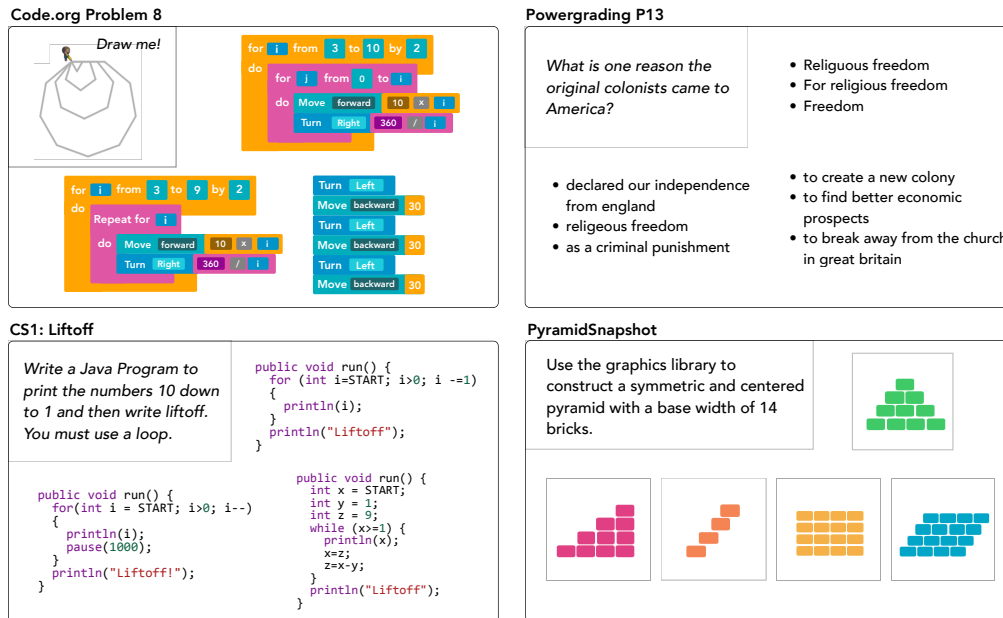 Code.org Problem 8
Draw me!
for i from 3 to 10 by 2
do
for j from 0 to i
do Move forward 10 x i
Turn Right 360 / i
for i from 3 to 9 by 2
do
Repeat for i
do Move forward 10 x i
Turn Right 360 / i
Turn Left
Move backward 30
Turn Left
Move backward 30
Turn Left
Move backward 30
Powergrading P13
What is one reason the
original colonists came to
America?
• Religuous freedom
• For religious freedom
• Freedom
• declared our independence
from england
• religeous freedom
• as a criminal punishment
• to create a new colony
• to find better economic
prospects
• to break away from the church
in great britain
CS1: Liftoff
Write a Java Program to
print the numbers 10 down
to 1 and then write liftoff.
You must use a loop.
public void run() {
for (int i=START; i>0; i -=1)
{
println(i);
}
println("Liftoff");
}
public void run() {
for(int i = START; i>0; i--)
{
println(i);
pause(1000);
}
println("Liftoff!");
}
public void run() {
int x = START;
int y = 1;
int z = 9;
while (x>=1) {
println(x);
x=z;
z=x-y;
}
println("Liftoff");
}
PyramidSnapshot
Use the graphics library to
construct a symmetric and centered
pyramid with a base width of 14
bricks.